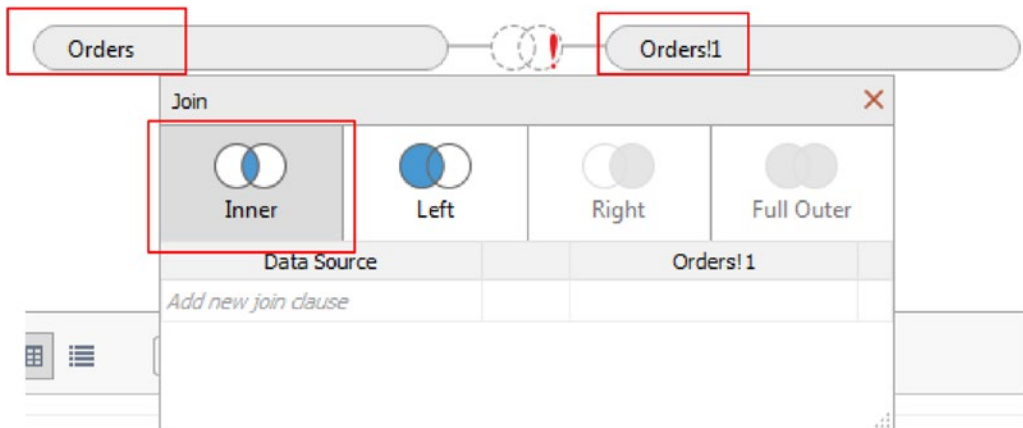 Orders Orders!1
Join
Inner Left Right Full Outer
Data Source Orders!1
Add new join clause